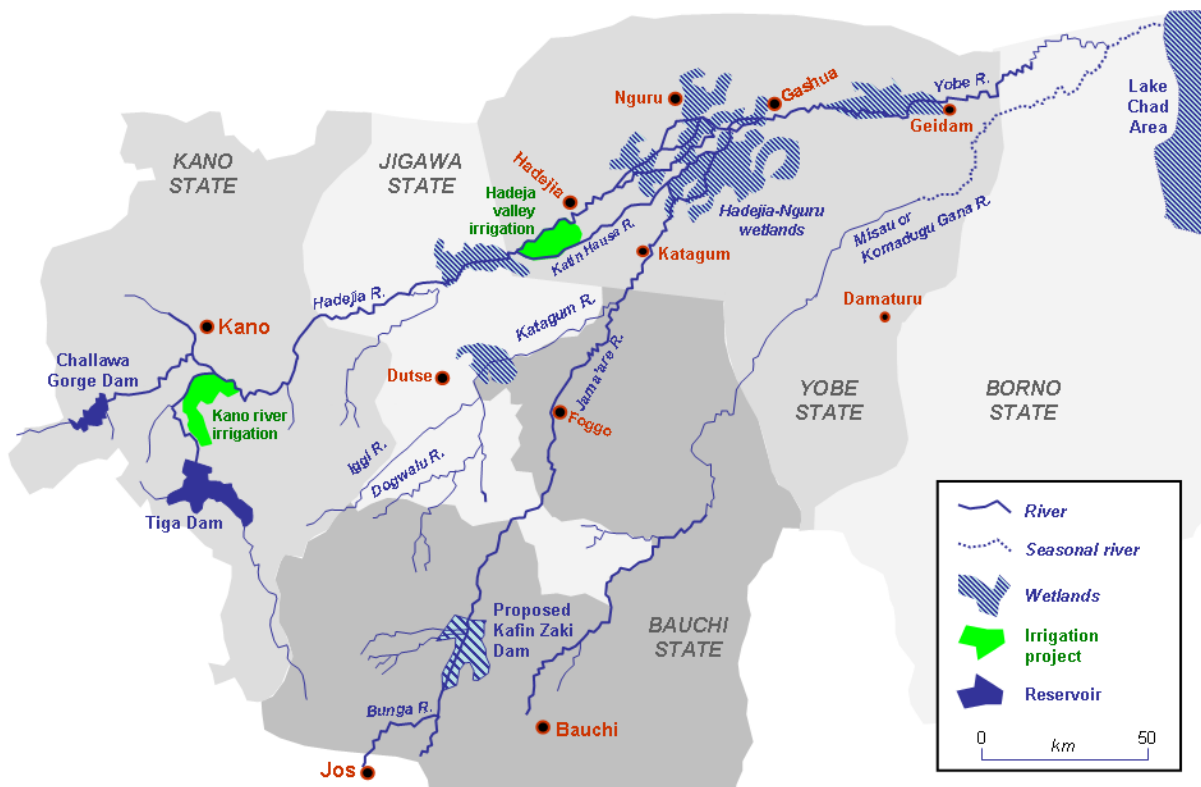 KANO
STATE
JIGAWA
STATE
Nguru
Gashua
Yobe R.
Geidam
Lake
Chad
Area
Hadejia
Hadeja
valley
irrigation
Hadejia-Nguru
wetlands
Katin Hausa R.
Katagum
Misau or
Komadugu Gana R.
Hadejia R.
Kano
Katagum R.
Damaturu
Challawa
Gorge Dam
Dutse
Jama'are R.
YOBE
STATE
BORNO
STATE
Kano river
irrigation
Foggo
Iggi R.
Dogwalu R.
Tiga Dam
Proposed
Kafin Zaki
Dam
BAUCHI
STATE
Bunga R.
Bauchi
Jos
River
Seasonal river
Wetlands
Irrigation
project
Reservoir
0 km 50